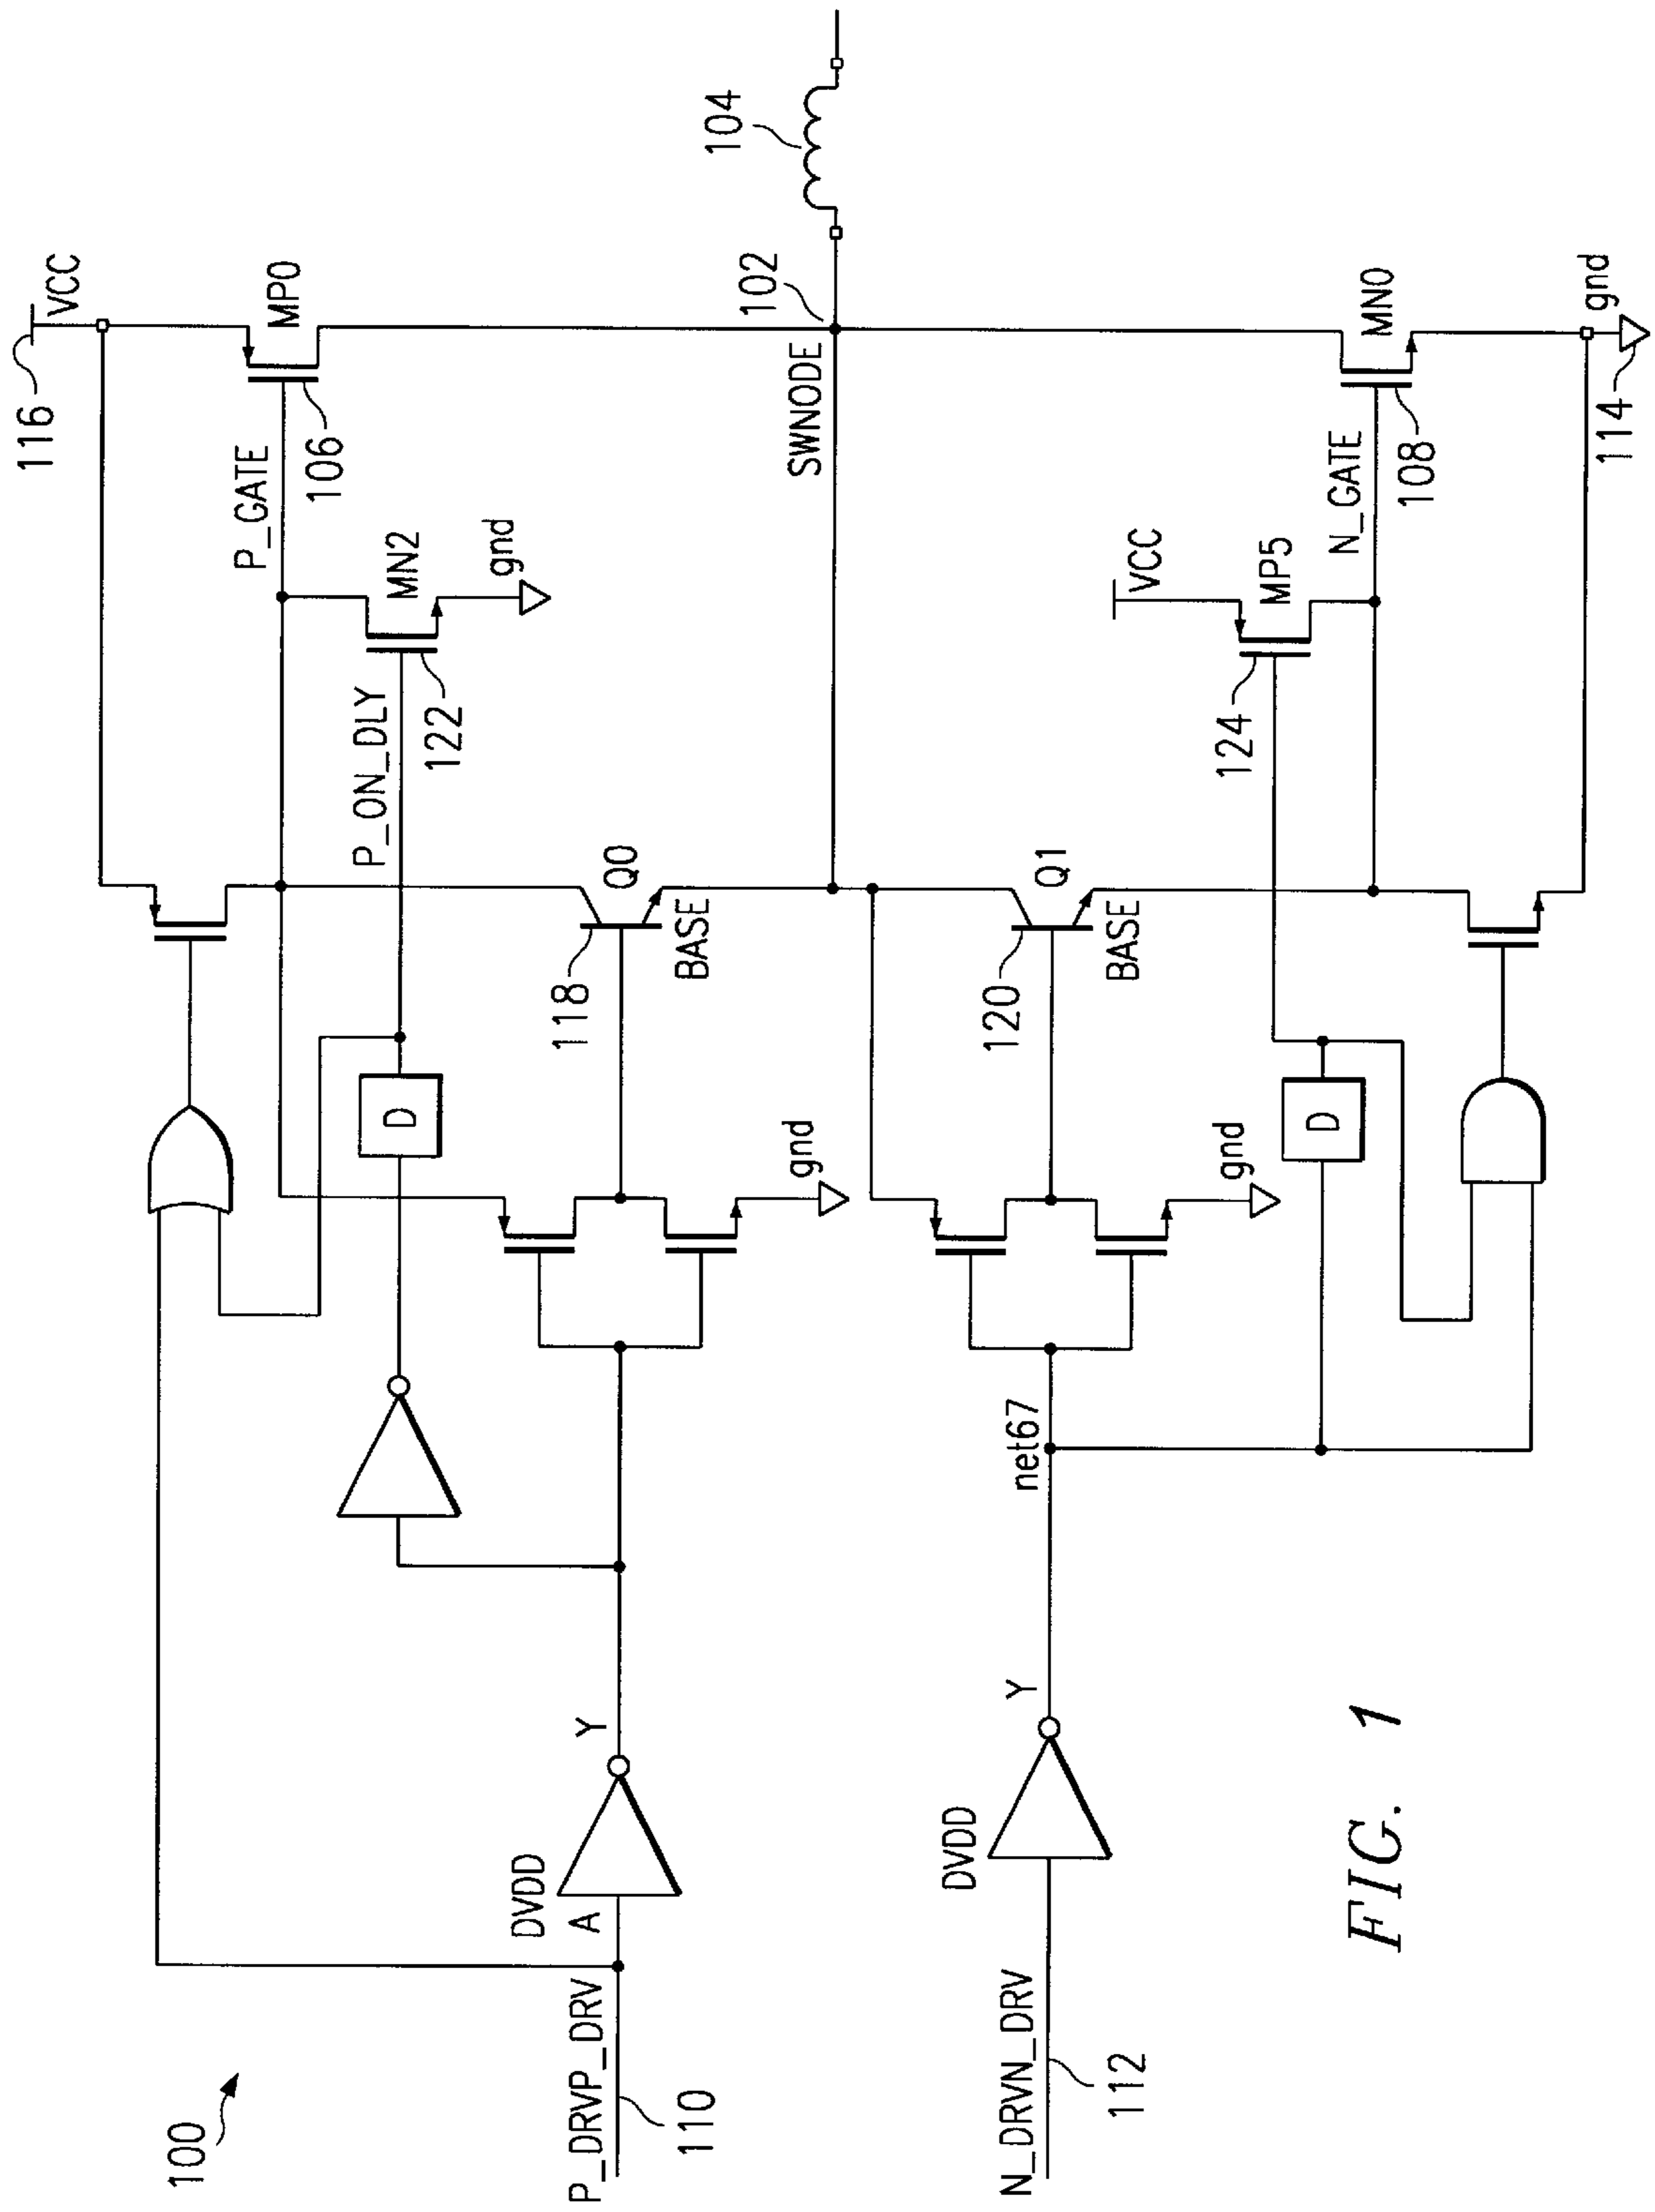 100
P_DRVP_DRV
110
A
DVDD
Y
N_DRVN_DRV
112
DVDD
Y
net67
D
D
gnd
gnd
118
Q0
BASE
120
Q1
BASE
P_ON_DLY
122
MN2
gnd
124
MP5
VCC
P_GATE
106
MP0
116
VCC
SWNODE
102
104
N_GATE
108
MN0
114
gnd
FIG. 1